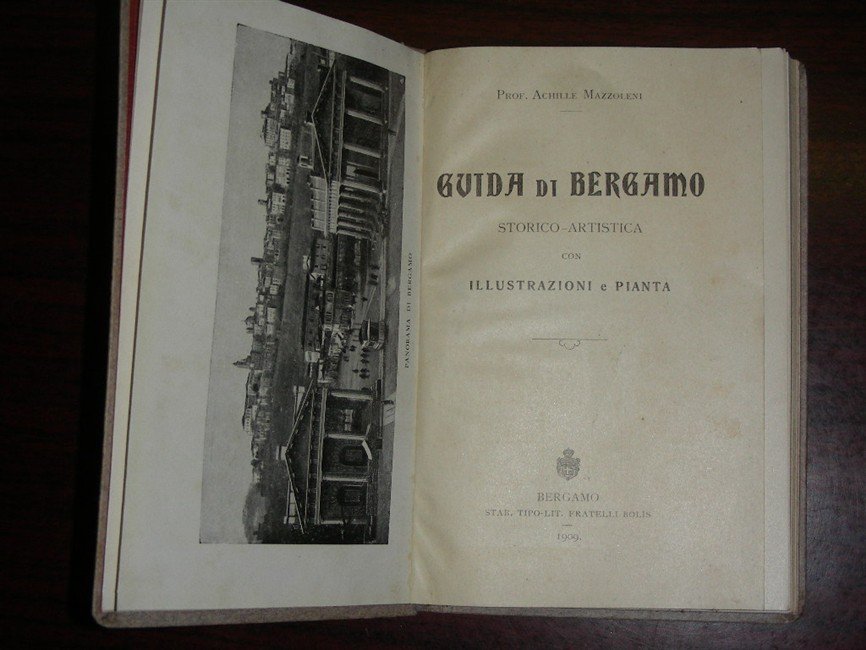 PANORAMA DI BERGAMO
PROF. ACHILLE MAZZOLENI
GUIDA DI BERGAMO
STORICO-ARTISTICA
CON
ILLUSTRAZIONI e PIANTA
BERGAMO
STAB. TIPO-LIT. FRATELLI BOLIS
1909.